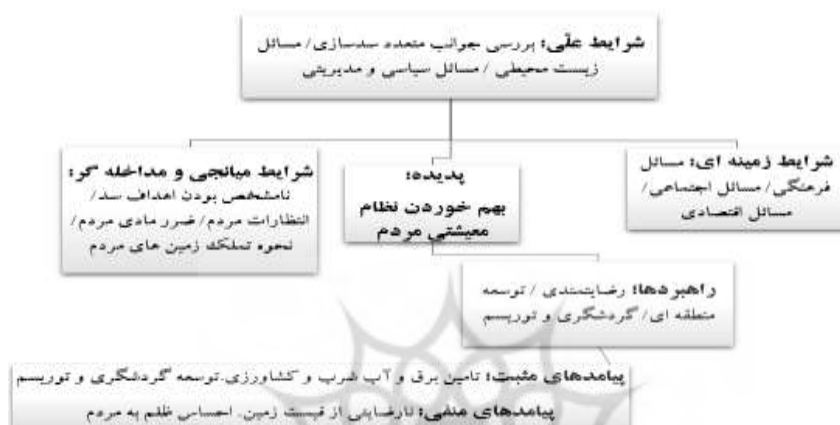 شرایط علّی: بررسی جوانب متعدد سدسازی/ مسائل
زیست محیطی / مسائل سیاسی و مدیریتی
شرایط زمینه ای: مسائل
فرهنگی/ مسائل اجتماعی/
مسائل اقتصادی
پدیده:
بهم خوردن نظام
معیشتی مردم
شرایط میانجی و مداخله گر:
نامشخص بودن اهداف سد/
انتظارات مردم/ ضرر مادی مردم/
نحوه تملک زمین های مردم
راهبردها: رضایتمندی / توسعه
منطقه ای/ گردشگری و توریسم
پیامدهای مثبت: تامین برق و آب شرب و کشاورزی.توسعه گردشگری و توریسم
پیامدهای منفی: نارضایتی از قیمت زمین. احساس ظلم به مردم